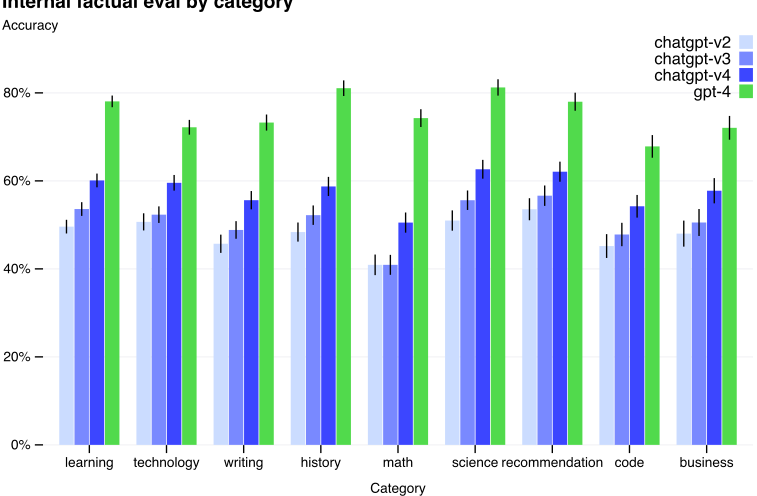 Internal factual eval by category
Accuracy
chatgpt-v2
chatgpt-v3
chatgpt-v4
gpt-4
80%
60%
40%
20%
0%
learning technology writing history math science recommendation code business
Category